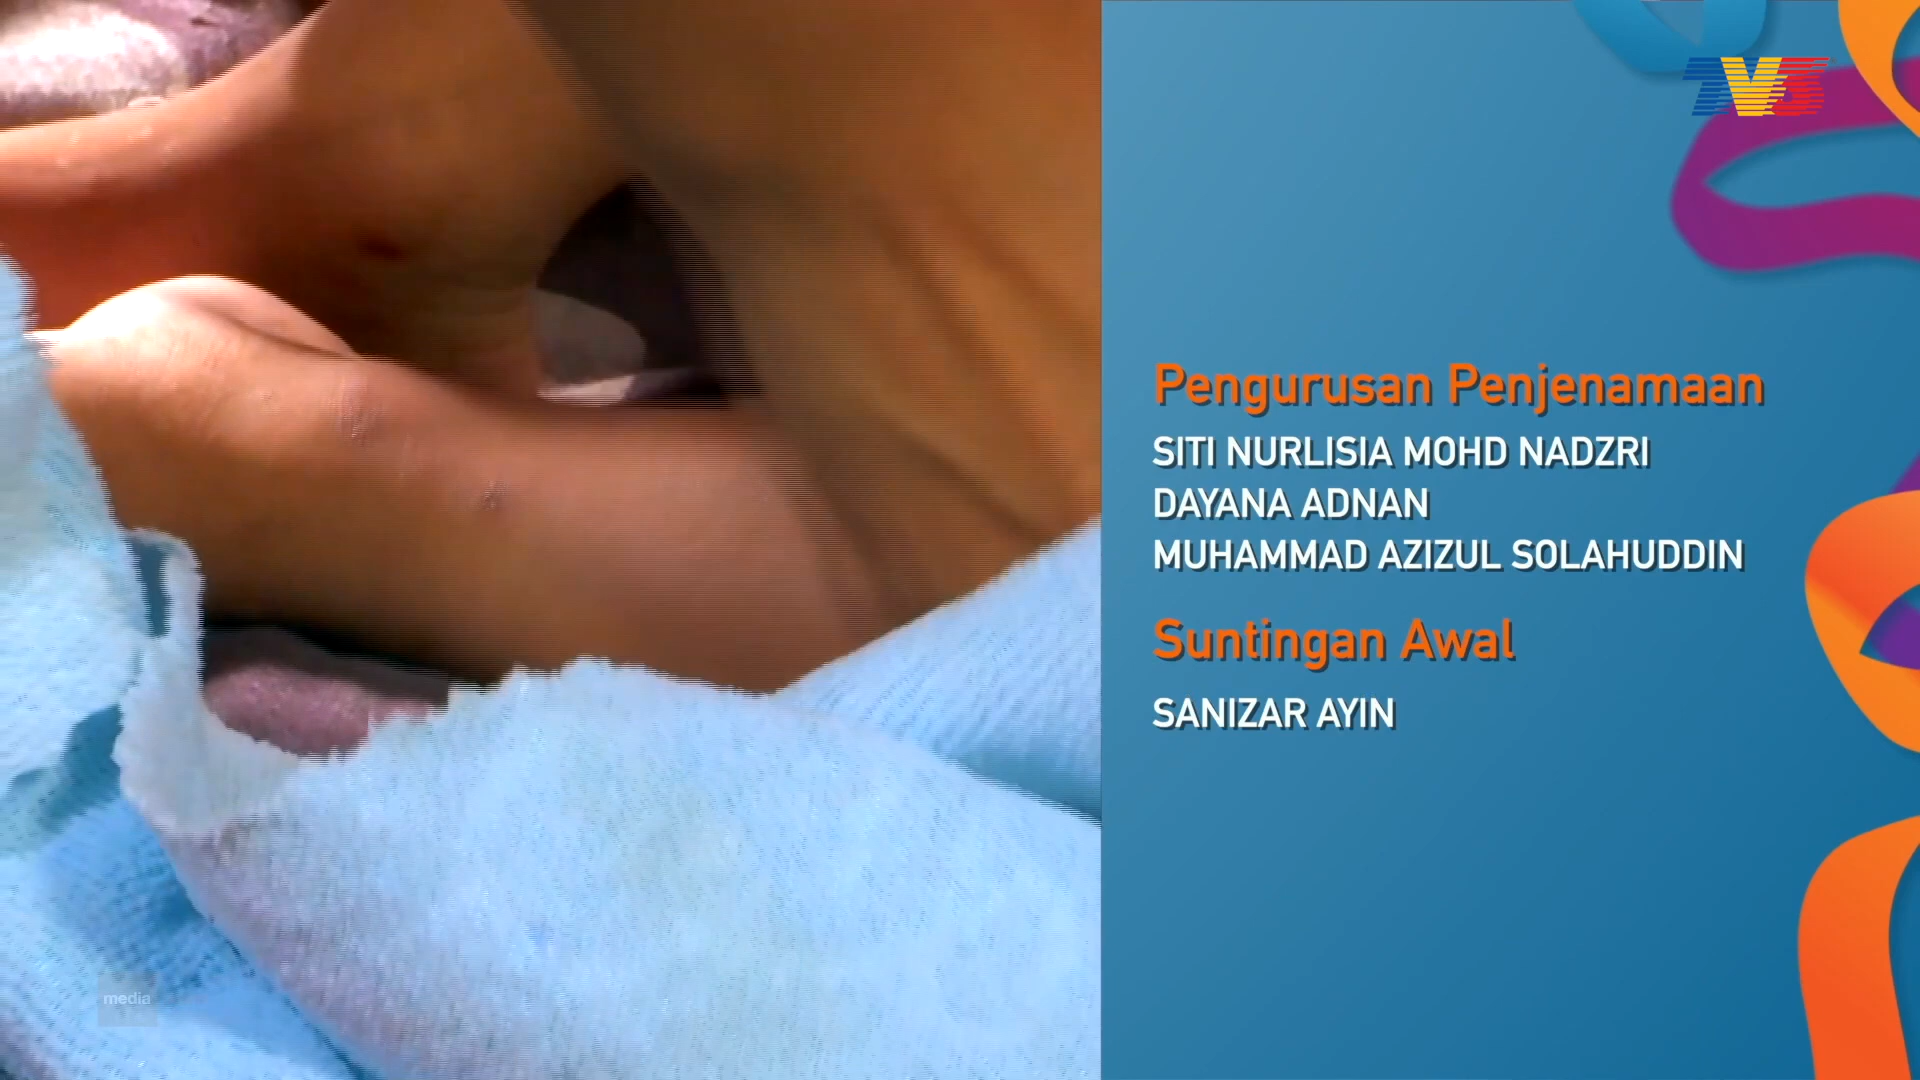 TV3
Pengurusan Penjenamaan
SITI NURLISIA MOHD NADZRI
DAYANA ADNAN
MUHAMMAD AZIZUL SOLAHUDDIN
Suntingan Awal
SANIZAR AYIN
media